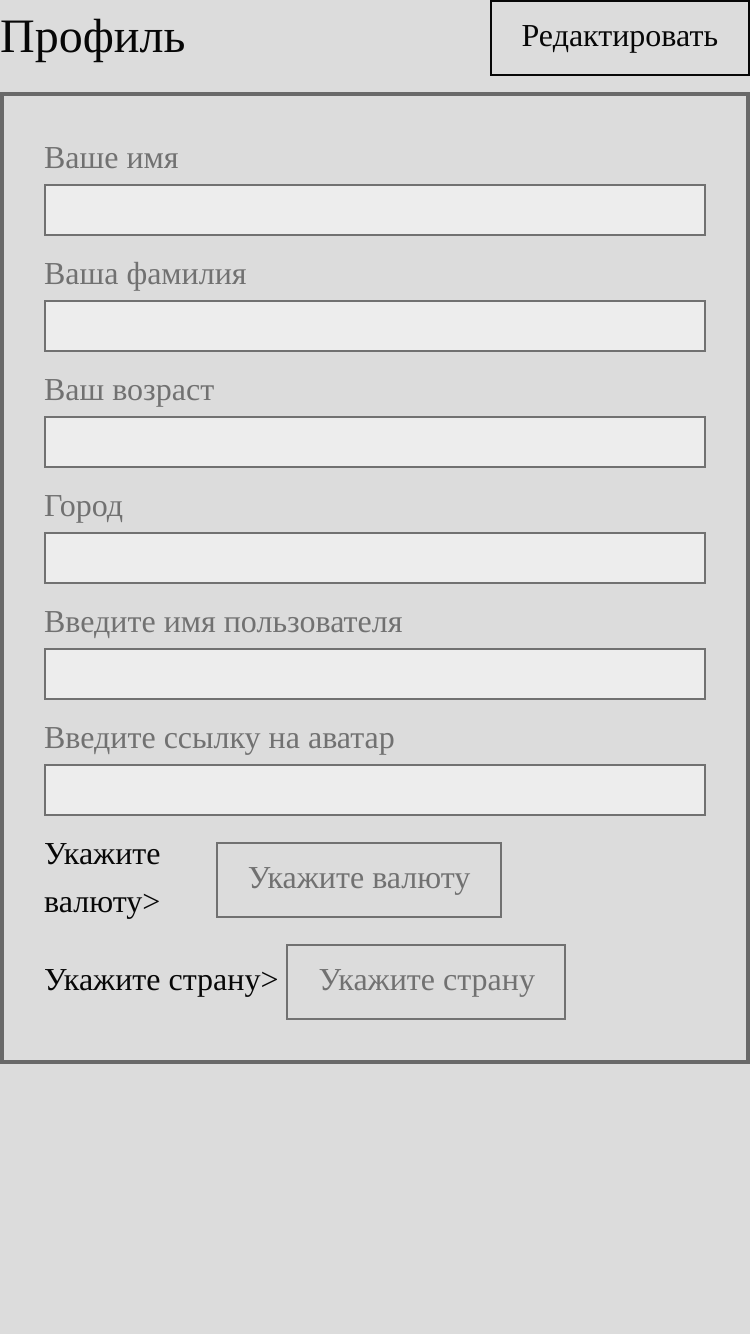 Профиль
Редактировать
Ваше имя
Ваша фамилия
Ваш возраст
Город
Введите имя пользователя
Введите ссылку на аватар
Укажите
валюту>
Укажите валюту
Укажите страну>
Укажите страну